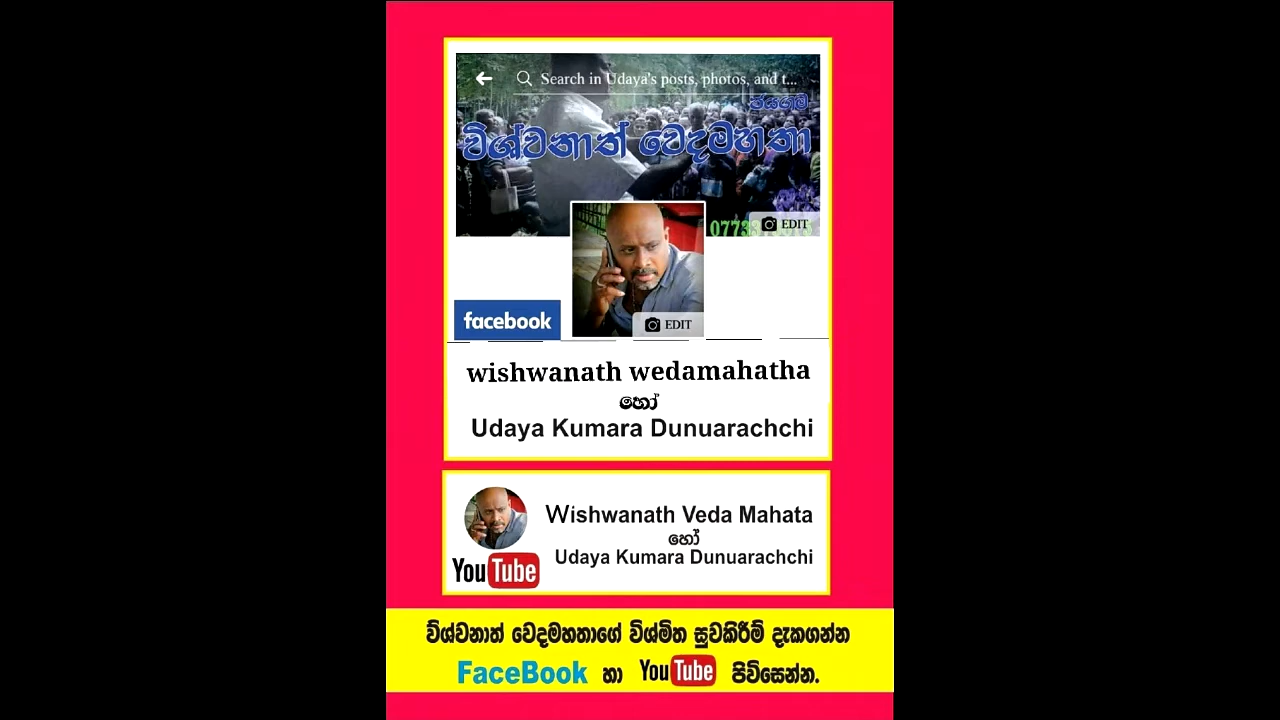 Search in Udaya's posts, photos, and t...
ජයගුම්
විශ්වනාත් වෙදමහතා
EDIT
EDIT
facebook
wishwanath wedamahatha
හෝ
Udaya Kumara Dunuarachchi
Wishwanath Veda Mahata
හෝ
Udaya Kumara Dunuarachchi
YouTube
විශ්වනාත් වෙදමහතාගේ විශ්මිත සුවකිරීම් දැකගන්න
FaceBook හා YouTube පිවිසෙන්න.